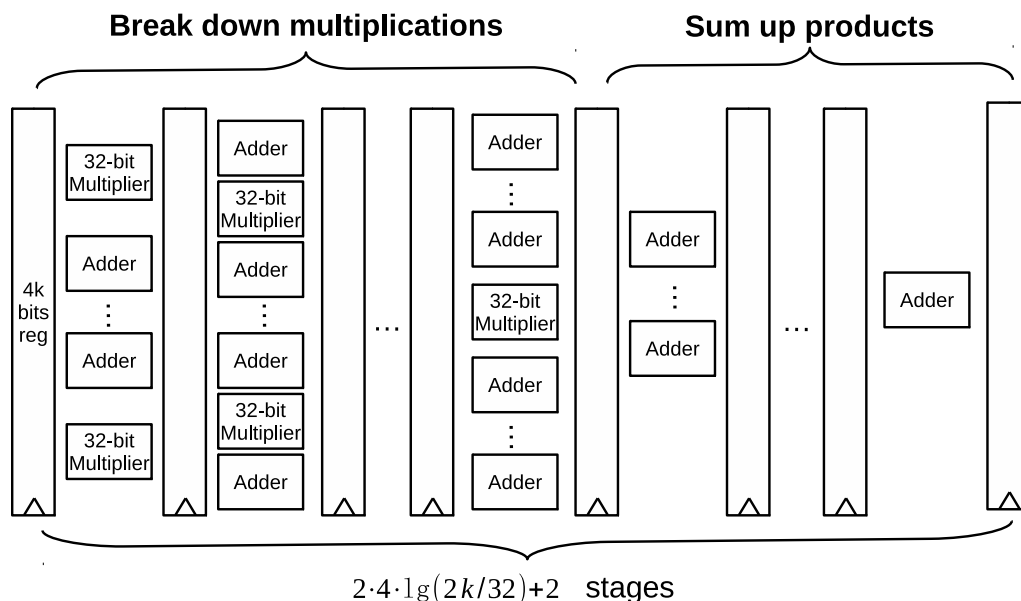 Break down multiplications
Sum up products
4k
bits
reg
32-bit
Multiplier
Adder
⋮
Adder
32-bit
Multiplier
Adder
32-bit
Multiplier
Adder
⋮
Adder
32-bit
Multiplier
Adder
...
Adder
⋮
Adder
32-bit
Multiplier
Adder
⋮
Adder
Adder
⋮
Adder
...
Adder
2·4·lg(2k/32)+2 stages